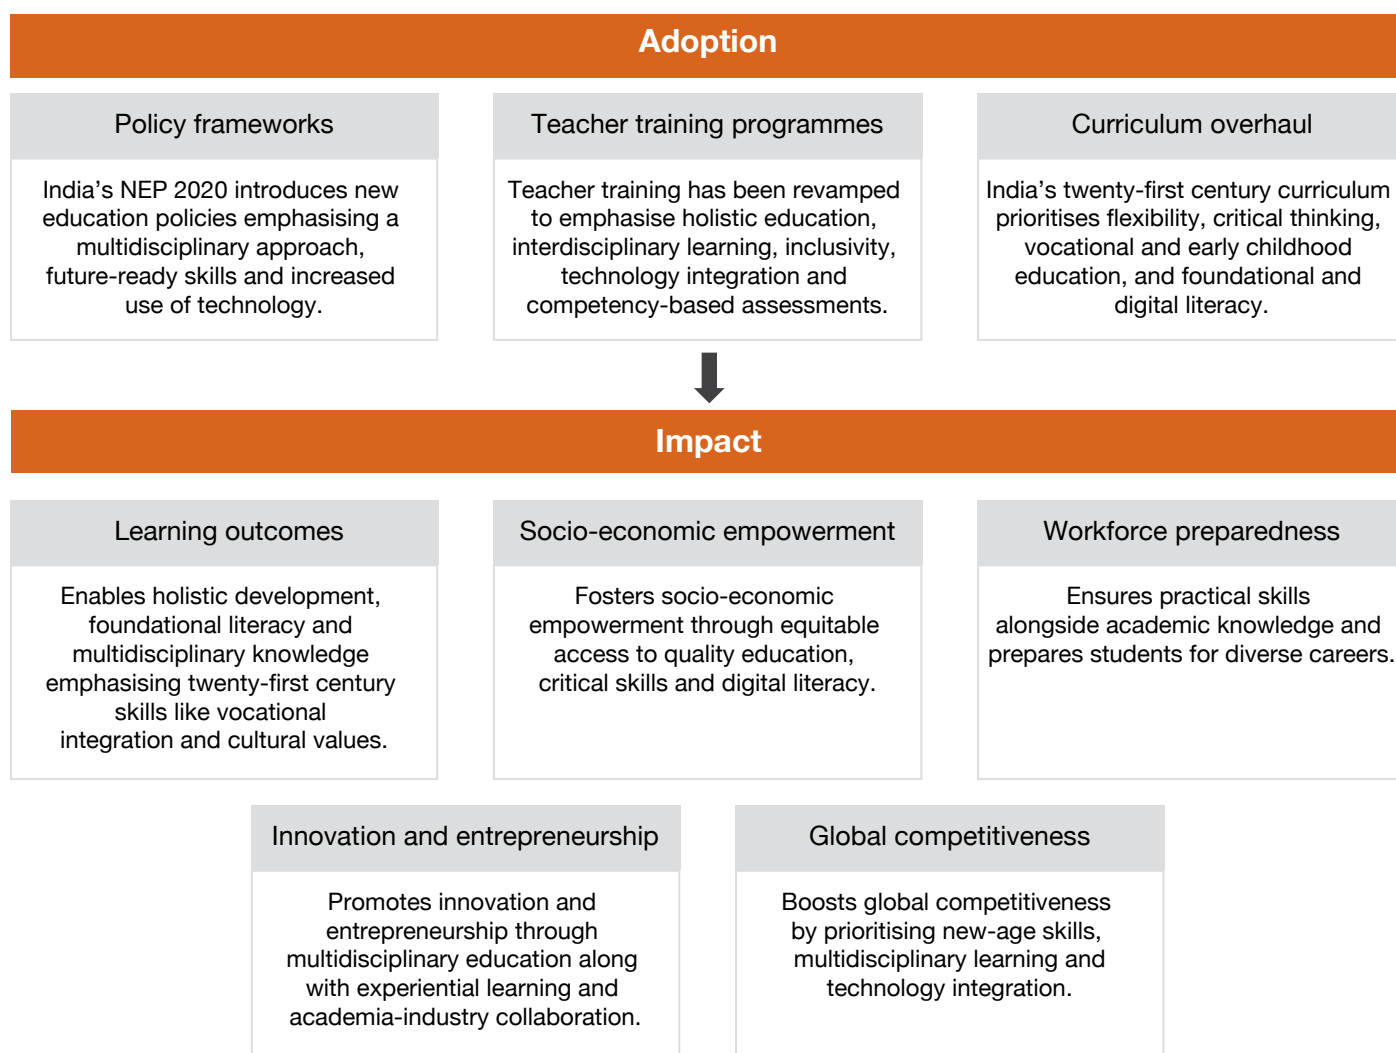 Adoption
Policy frameworks
India’s NEP 2020 introduces new
education policies emphasising a
multidisciplinary approach,
future-ready skills and increased
use of technology.
Teacher training programmes
Teacher training has been revamped
to emphasise holistic education,
interdisciplinary learning, inclusivity,
technology integration and
competency-based assessments.
Curriculum overhaul
India’s twenty-first century curriculum
prioritises flexibility, critical thinking,
vocational and early childhood
education, and foundational and
digital literacy.
Impact
Learning outcomes
Enables holistic development,
foundational literacy and
multidisciplinary knowledge
emphasising twenty-first century
skills like vocational
integration and cultural values.
Socio-economic empowerment
Fosters socio-economic
empowerment through equitable
access to quality education,
critical skills and digital literacy.
Workforce preparedness
Ensures practical skills
alongside academic knowledge and
prepares students for diverse careers.
Innovation and entrepreneurship
Promotes innovation and
entrepreneurship through
multidisciplinary education along
with experiential learning and
academia-industry collaboration.
Global competitiveness
Boosts global competitiveness
by prioritising new-age skills,
multidisciplinary learning and
technology integration.